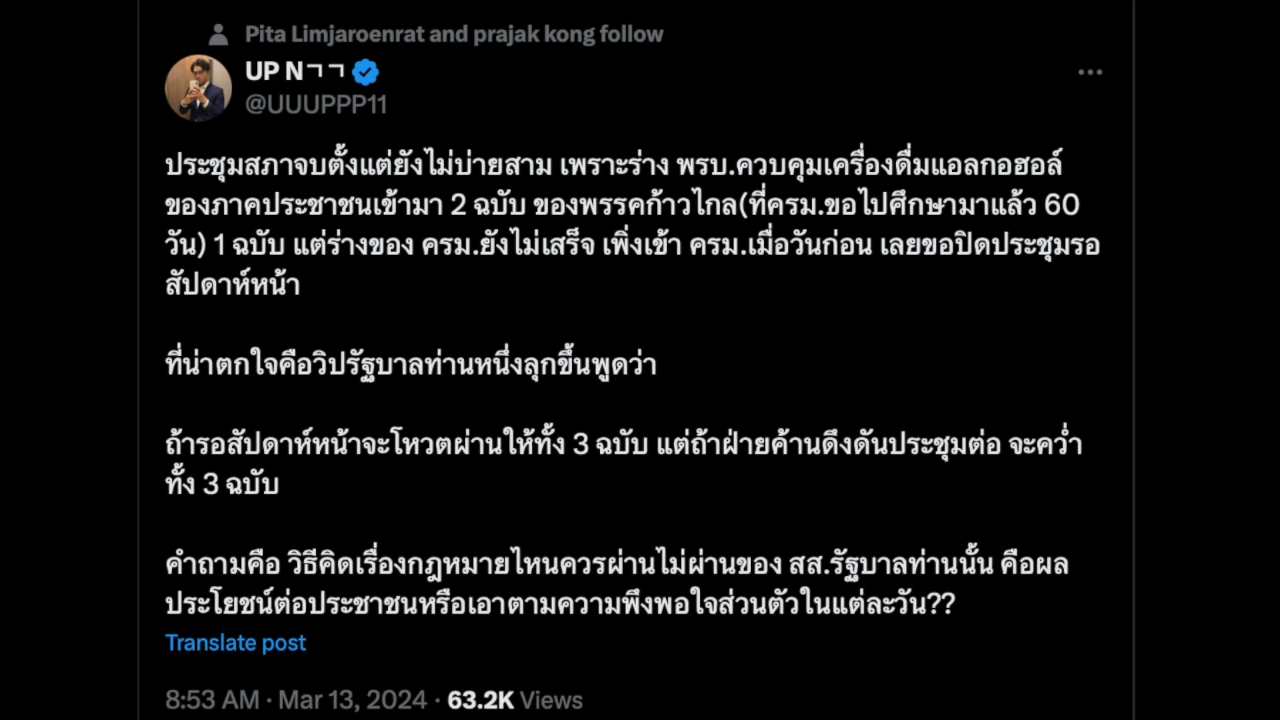 Pita Limjaroenrat and prajak kong follow
UP Nㄱㄱ
@UUUPPP11
ประชุมสภาจบตั้งแต่ยังไม่บ่ายสาม เพราะร่าง พรบ.ควบคุมเครื่องดื่มแอลกอฮอล์
ของภาคประชาชนเข้ามา 2 ฉบับ ของพรรคก้าวไกล(ที่ครม.ขอไปศึกษามาแล้ว 60
วัน) 1 ฉบับ แต่ร่างของ ครม.ยังไม่เสร็จ เพิ่งเข้า ครม.เมื่อวันก่อน เลยขอปิดประชุมรอ
สัปดาห์หน้า
ที่น่าตกใจคือวิปรัฐบาลท่านหนึ่งลุกขึ้นพูดว่า
ถ้ารอสัปดาห์หน้าจะโหวตผ่านให้ทั้ง 3 ฉบับ แต่ถ้าฝ่ายค้านดึงดันประชุมต่อ จะคว่ำ
ทั้ง 3 ฉบับ
คำถามคือ วิธีคิดเรื่องกฎหมายไหนควรผ่านไม่ผ่านของ สส.รัฐบาลท่านนั้น คือผล
ประโยชน์ต่อประชาชนหรือเอาตามความพึงพอใจส่วนตัวในแต่ละวัน??
Translate post
8:53 AM · Mar 13, 2024 · 63.2K Views